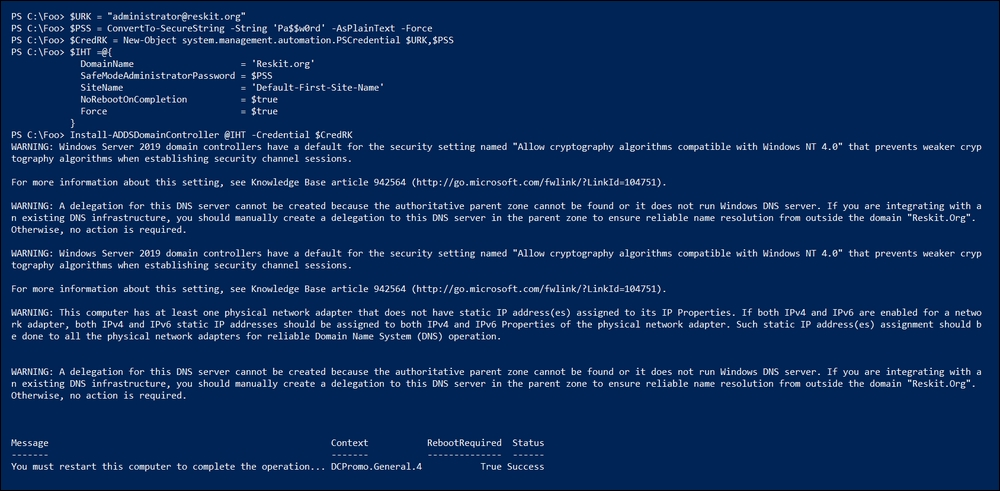 PS C:\Foo> $URK = "administrator@reskit.org"
PS C:\Foo> $PSS = ConvertTo-SecureString -String 'Pa$$w0rd' -AsPlainText -Force
PS C:\Foo> $CredRK = New-Object system.management.automation.PSCredential $URK,$PSS
PS C:\Foo> $IHT =@{
DomainName = 'Reskit.org'
SafeModeAdministratorPassword = $PSS
SiteName = 'Default-First-Site-Name'
NoRebootOnCompletion = $true
Force = $true
}
PS C:\Foo> Install-ADDSDomainController @IHT -Credential $CredRK
WARNING: Windows Server 2019 domain controllers have a default for the security setting named "Allow cryptography algorithms compatible with Windows NT 4.0" that prevents weaker cryp
tography algorithms when establishing security channel sessions.
For more information about this setting, see Knowledge Base article 942564 (http://go.microsoft.com/fwlink/?LinkId=104751).
WARNING: A delegation for this DNS server cannot be created because the authoritative parent zone cannot be found or it does not run Windows DNS server. If you are integrating with a
n existing DNS infrastructure, you should manually create a delegation to this DNS server in the parent zone to ensure reliable name resolution from outside the domain "Reskit.Org".
Otherwise, no action is required.
WARNING: Windows Server 2019 domain controllers have a default for the security setting named "Allow cryptography algorithms compatible with Windows NT 4.0" that prevents weaker cryp
tography algorithms when establishing security channel sessions.
For more information about this setting, see Knowledge Base article 942564 (http://go.microsoft.com/fwlink/?LinkId=104751).
WARNING: This computer has at least one physical network adapter that does not have static IP address(es) assigned to its IP Properties. If both IPv4 and IPv6 are enabled for a netwo
rk adapter, both IPv4 and IPv6 static IP addresses should be assigned to both IPv4 and IPv6 Properties of the physical network adapter. Such static IP address(es) assignment should b
e done to all the physical network adapters for reliable Domain Name System (DNS) operation.
WARNING: A delegation for this DNS server cannot be created because the authoritative parent zone cannot be found or it does not run Windows DNS server. If you are integrating with a
n existing DNS infrastructure, you should manually create a delegation to this DNS server in the parent zone to ensure reliable name resolution from outside the domain "Reskit.Org".
Otherwise, no action is required.
Message Context RebootRequired Status
------- ------- -------------- ------
You must restart this computer to complete the operation... DCPromo.General.4 True Success